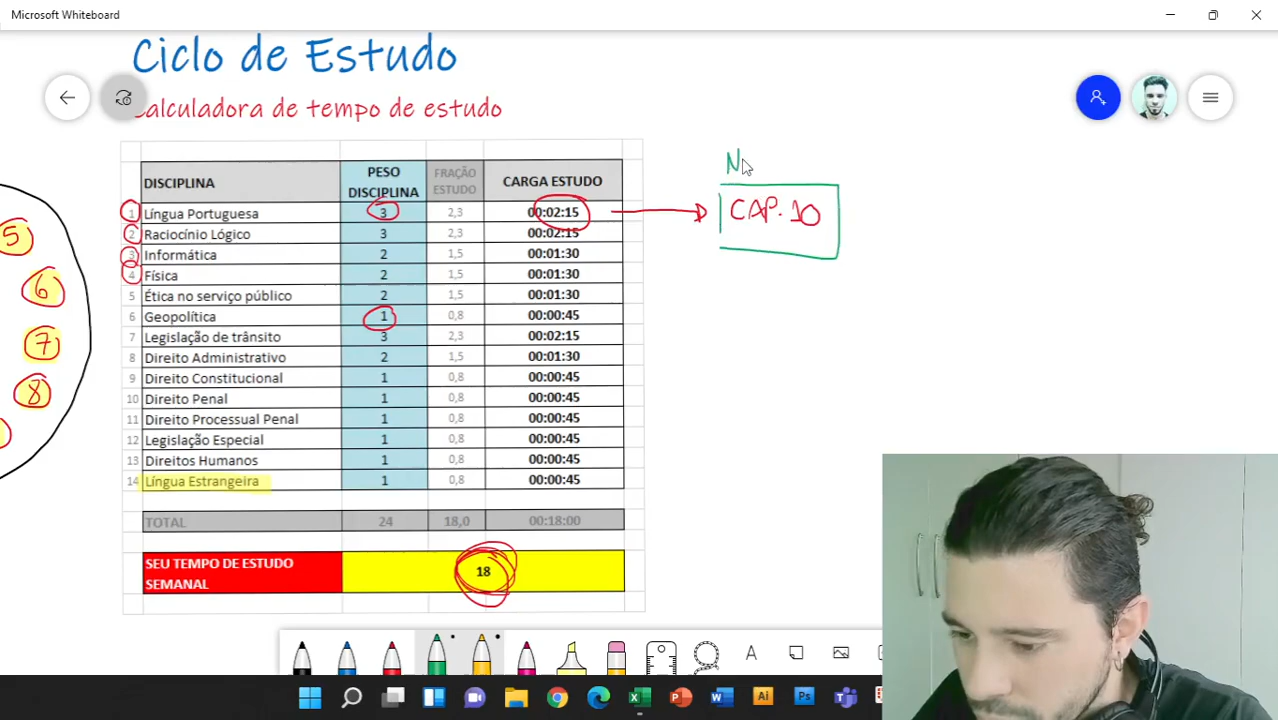 Microsoft Whiteboard
Ciclo de Estudo
Calculadora de tempo de estudo
DISCIPLINA PESO DISCIPLINA FRAÇÃO ESTUDO CARGA ESTUDO
1 Língua Portuguesa 3 2,3 00:02:15
2 Raciocínio Lógico 3 2,3 00:02:15
3 Informática 2 1,5 00:01:30
4 Física 2 1,5 00:01:30
5 Ética no serviço público 2 1,5 00:01:30
6 Geopolítica 1 0,8 00:00:45
7 Legislação de trânsito 3 2,3 00:02:15
8 Direito Administrativo 2 1,5 00:01:30
9 Direito Constitucional 1 0,8 00:00:45
10 Direito Penal 1 0,8 00:00:45
11 Direito Processual Penal 1 0,8 00:00:45
12 Legislação Especial 1 0,8 00:00:45
13 Direitos Humanos 1 0,8 00:00:45
14 Língua Estrangeira 1 0,8 00:00:45
TOTAL 24 18,0 00:18:00
SEU TEMPO DE ESTUDO SEMANAL 18
N
CAP. 10
5
6
7
8